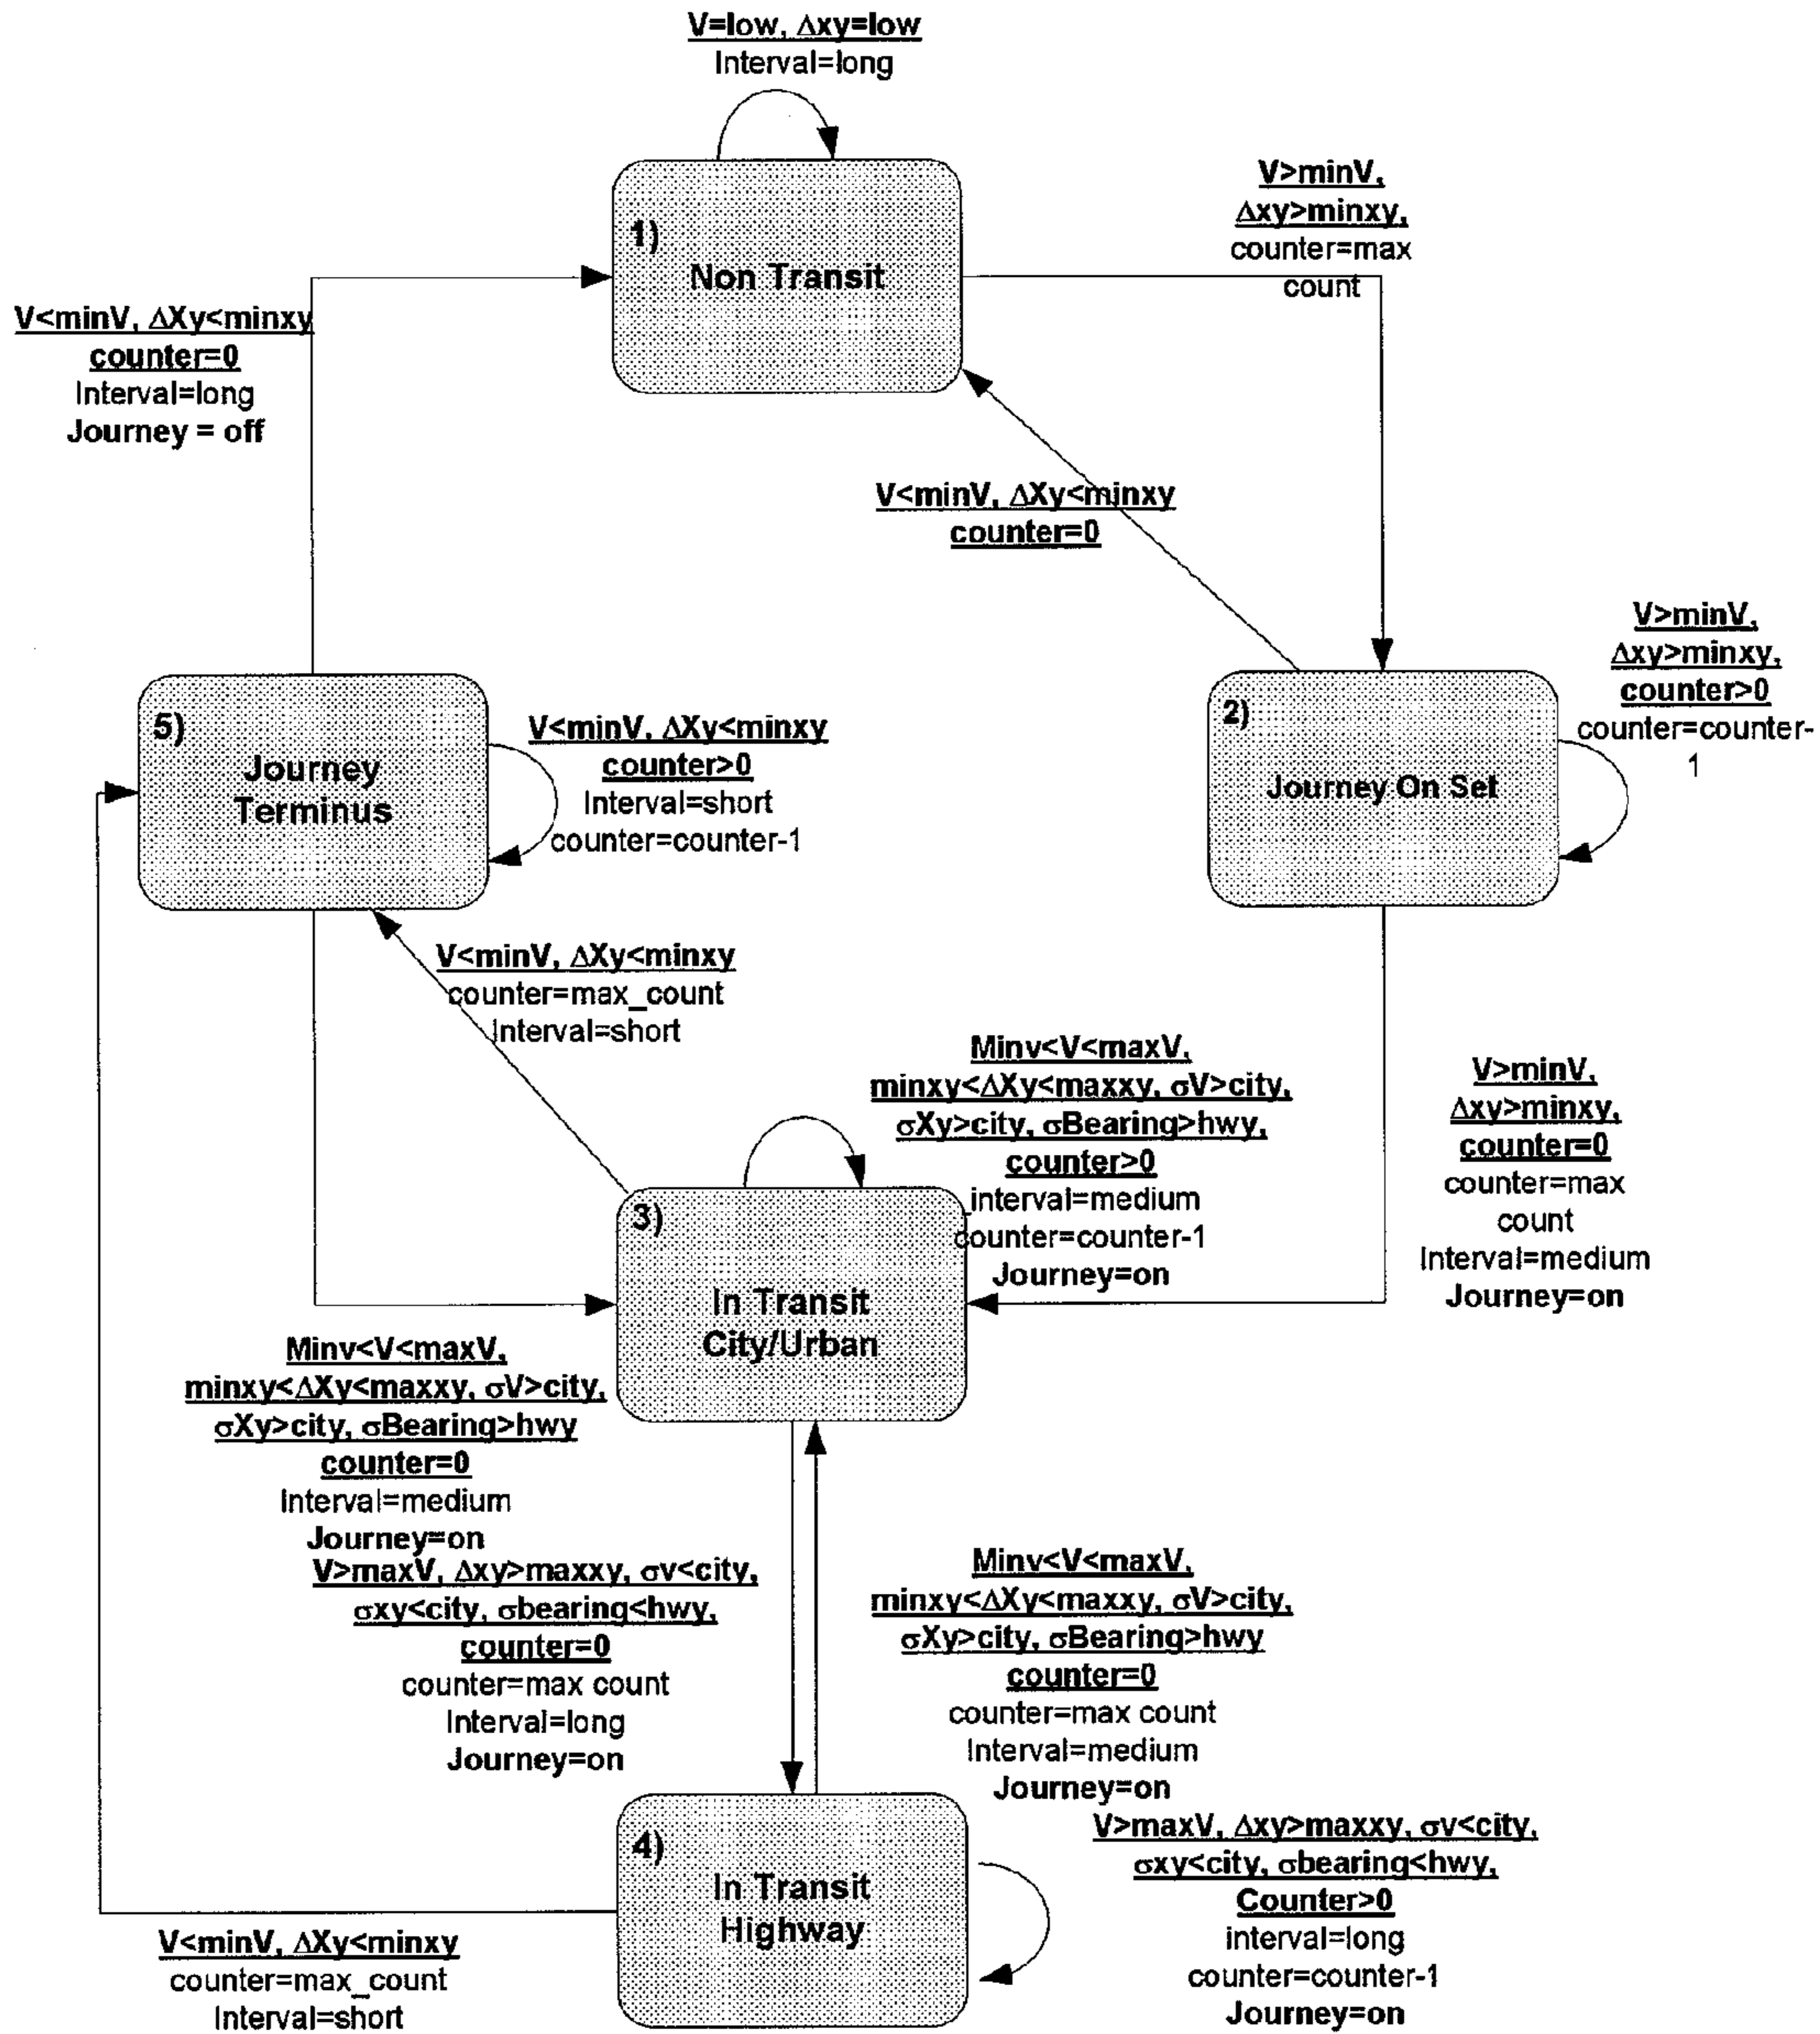 V=low, Δxy=low
Interval=long
1)
Non Transit
V>minV,
Δxy>minxy,
counter=max
count
V<minV, ΔXy<minxy
counter=0
Interval=long
Journey = off
V<minV, ΔXy<minxy
counter=0
V>minV,
Δxy>minxy,
counter>0
counter=counter-
1
2)
Journey On Set
5)
Journey
Terminus
V<minV, ΔXy<minxy
counter>0
Interval=short
counter=counter-1
V<minV, ΔXy<minxy
counter=max_count
Interval=short
Minv<V<maxV,
minxy<ΔXy<maxxy, σV>city,
σXy>city, σBearing>hwy,
counter>0
interval=medium
counter=counter-1
Journey=on
V>minV,
Δxy>minxy,
counter=0
counter=max
count
Interval=medium
Journey=on
3)
In Transit
City/Urban
Minv<V<maxV,
minxy<ΔXy<maxxy, σV>city,
σXy>city, σBearing>hwy
counter=0
Interval=medium
Journey=on
V>maxV, Δxy>maxxy, σv<city,
σxy<city, σbearing<hwy,
counter=0
counter=max count
Interval=long
Journey=on
Minv<V<maxV,
minxy<ΔXy<maxxy, σV>city,
σXy>city, σBearing>hwy
counter=0
counter=max count
Interval=medium
Journey=on
4)
In Transit
Highway
V>maxV, Δxy>maxxy, σv<city,
σxy<city, σbearing<hwy,
Counter>0
interval=long
counter=counter-1
Journey=on
V<minV, ΔXy<minxy
counter=max_count
Interval=short